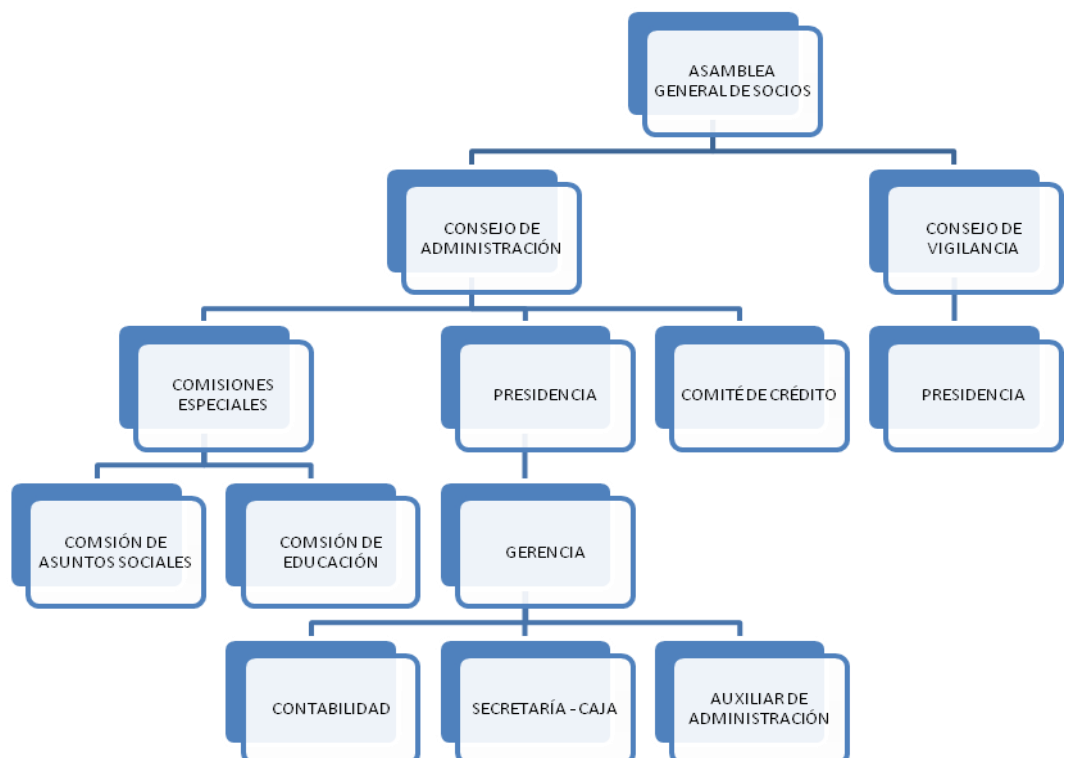 ASAMBLEA
GENERAL DE SOCIOS
CONSEJO DE
ADMINISTRACIÓN
CONSEJO DE
VIGILANCIA
COMISIONES
ESPECIALES
PRESIDENCIA
COMITÉ DE CRÉDITO
PRESIDENCIA
COMSIÓN DE
ASUNTOS SOCIALES
COMSIÓN DE
EDUCACIÓN
GERENCIA
CONTABILIDAD
SECRETARÍA - CAJA
AUXILIAR DE
ADMINISTRACIÓN